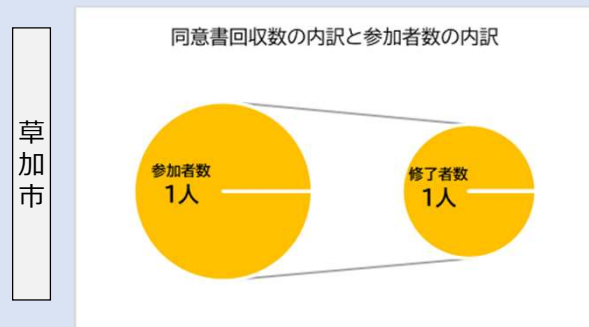 草加市
同意書回収数の内訳と参加者数の内訳
参加者数
1人
修了者数
1人